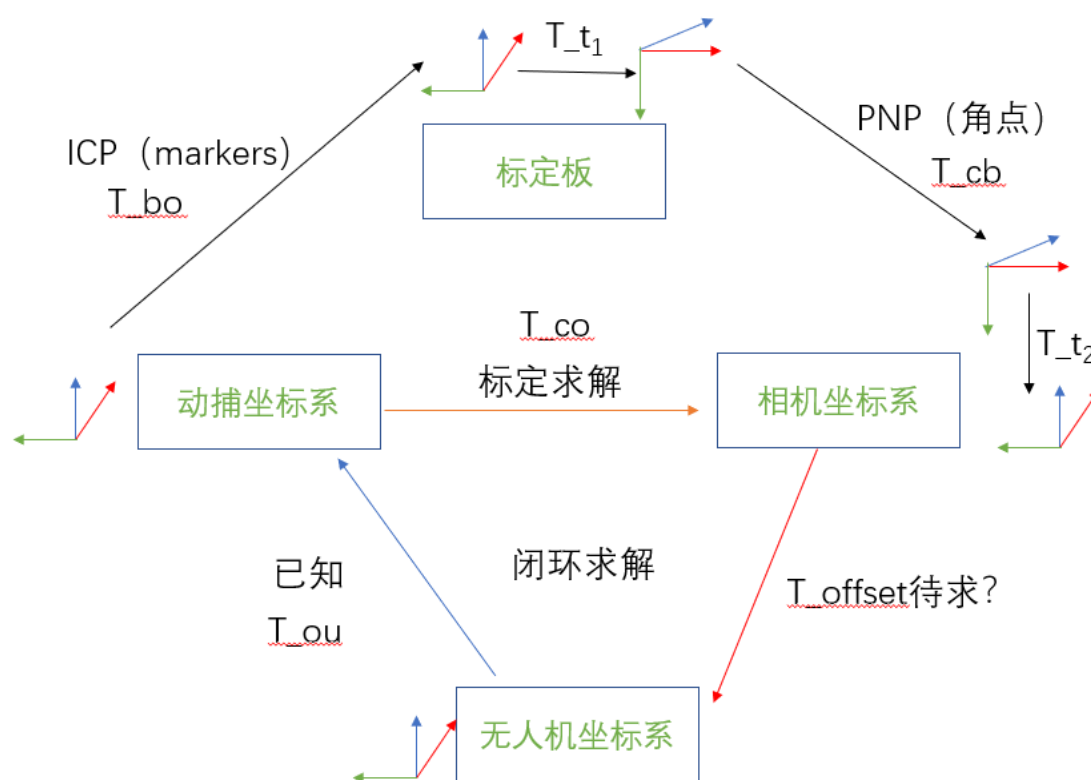 T_t₁
ICP（markers）
T_bo
标定板
PNP（角点）
T_cb
T_co
标定求解
T_t₂
动捕坐标系
相机坐标系
已知
T_ou
闭环求解
T_offset待求？
无人机坐标系